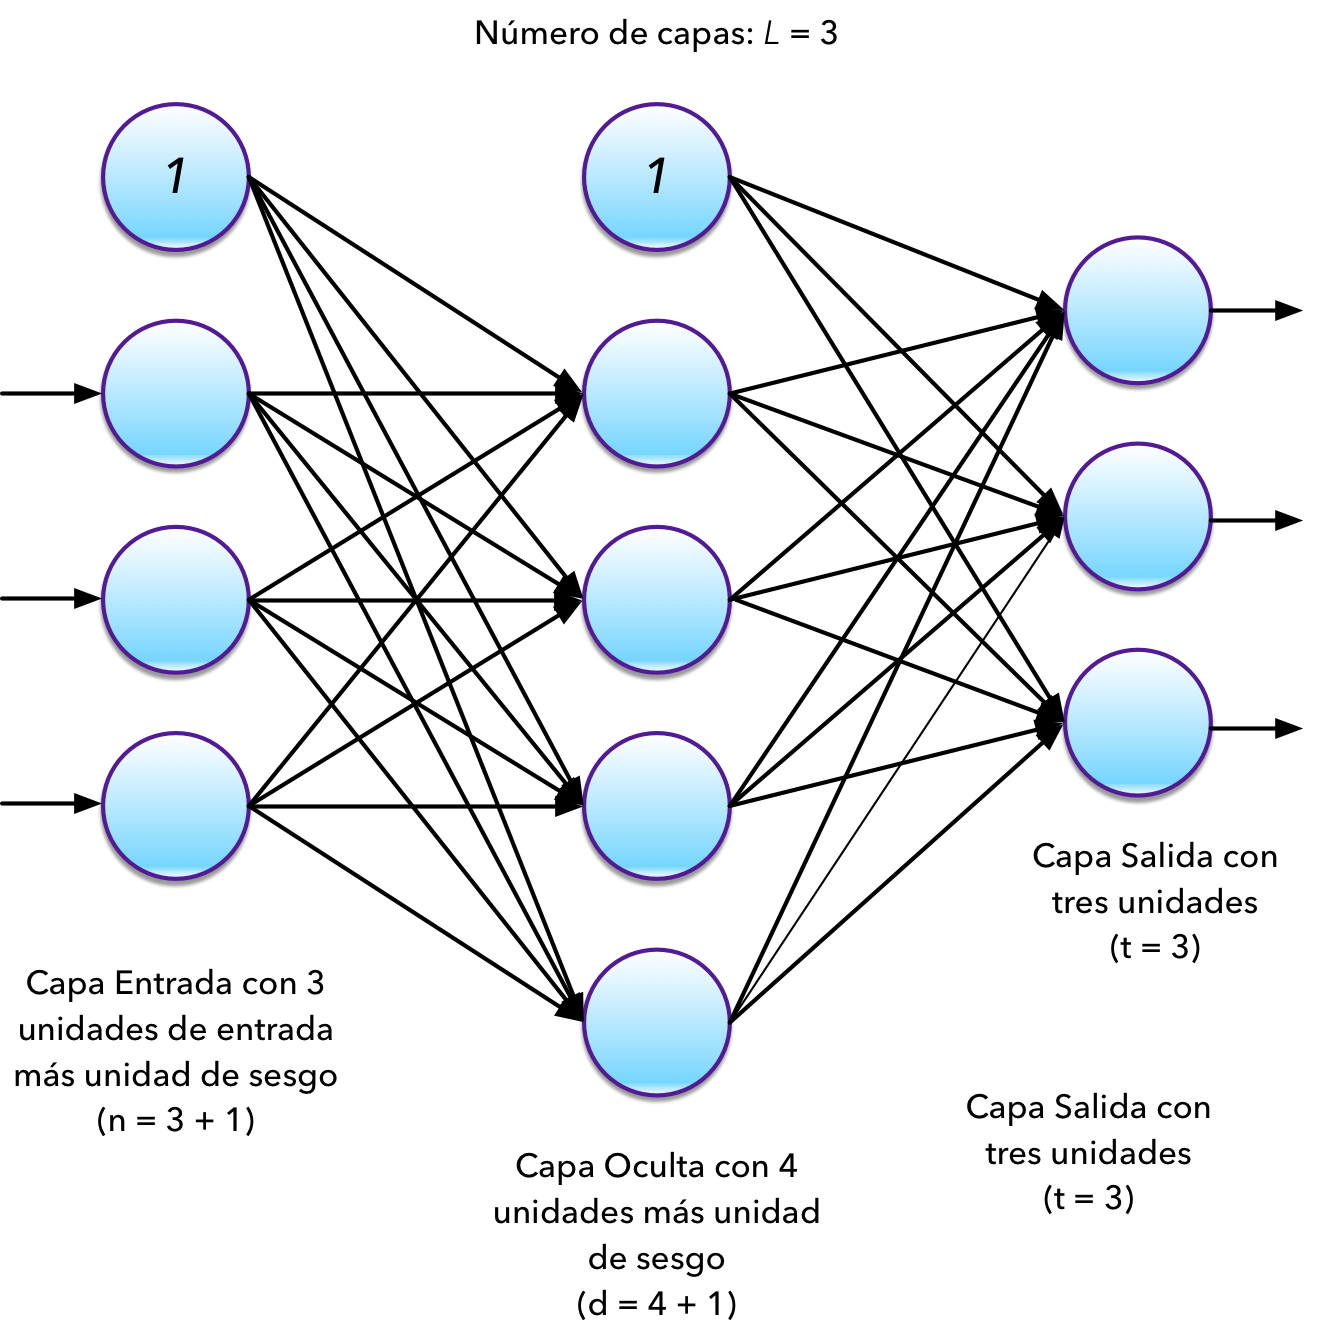 Número de capas: L = 3
1
1
Capa Salida con
tres unidades
(t = 3)
Capa Entrada con 3
unidades de entrada
más unidad de sesgo
(n = 3 + 1)
Capa Oculta con 4
unidades más unidad
de sesgo
(d = 4 + 1)
Capa Salida con
tres unidades
(t = 3)